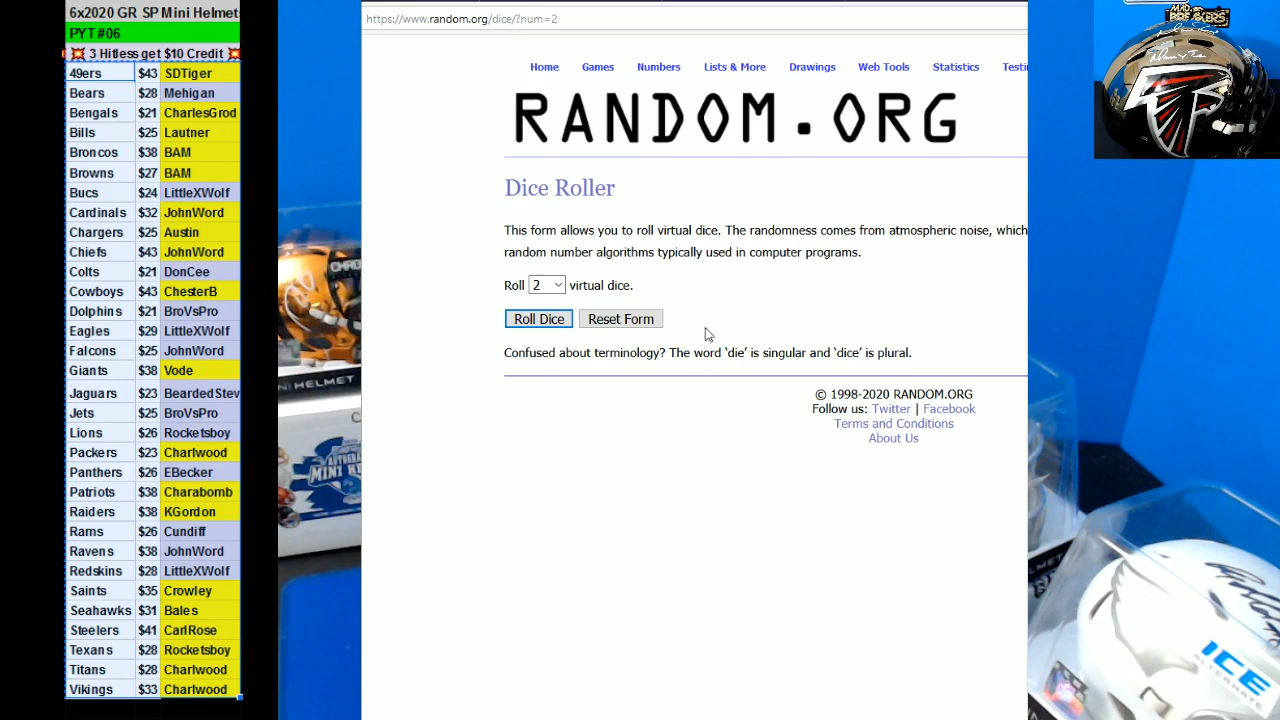 6x2020 GR SP Mini Helmets
PYT #06
💥 3 Hitless get $10 Credit 💥
49ers $43 SDTiger
Bears $28 Mehigan
Bengals $21 CharlesGrod
Bills $25 Lautner
Broncos $38 BAM
Browns $27 BAM
Bucs $24 LittleXWolf
Cardinals $32 JohnWord
Chargers $25 Austin
Chiefs $43 JohnWord
Colts $21 DonCee
Cowboys $43 ChesterB
Dolphins $21 BroVsPro
Eagles $29 LittleXWolf
Falcons $25 JohnWord
Giants $38 Vode
Jaguars $23 BeardedStev
Jets $25 BroVsPro
Lions $26 Rocketsboy
Packers $23 Charlwood
Panthers $26 EBecker
Patriots $38 Charabomb
Raiders $38 KGordon
Rams $26 Cundiff
Ravens $38 JohnWord
Redskins $28 LittleXWolf
Saints $35 Crowley
Seahawks $31 Bales
Steelers $41 CarlRose
Texans $28 Rocketsboy
Titans $28 Charlwood
Vikings $33 Charlwood
https://www.random.org/dice/?num=2
Home Games Numbers Lists & More Drawings Web Tools Statistics Testi
RANDOM.ORG
Dice Roller
This form allows you to roll virtual dice. The randomness comes from atmospheric noise, which
random number algorithms typically used in computer programs.
Roll 2 virtual dice.
Roll Dice Reset Form
Confused about terminology? The word ‘die’ is singular and ‘dice’ is plural.
© 1998-2020 RANDOM.ORG
Follow us: Twitter | Facebook
Terms and Conditions
About Us
MAD
BREAKERS
NI HELMET
MINI HE
ICE
ALTERNATE